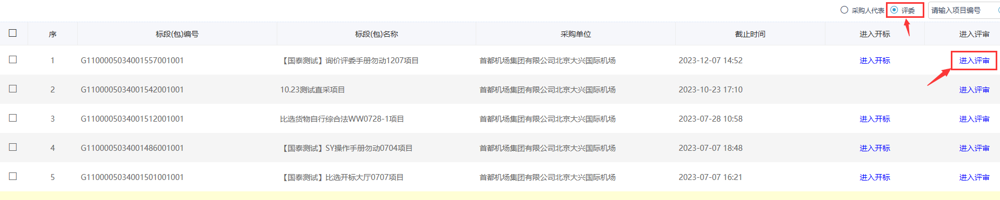 采购人代表 评委 请输入项目编号
序 标段(包)编号 标段(包)名称 采购单位 截止时间 进入开标 进入评审
1 G1100005034001557001001 【国泰测试】询价评委手册勿动1207项目 首都机场集团有限公司北京大兴国际机场 2023-12-07 14:52 进入开标 进入评审
2 G1100005034001542001001 10.23测试直采项目 首都机场集团有限公司北京大兴国际机场 2023-10-23 17:10 进入评审
3 G1100005034001512001001 比选货物自行综合法WW0728-1项目 首都机场集团有限公司北京大兴国际机场 2023-07-28 10:58 进入开标 进入评审
4 G1100005034001486001001 【国泰测试】SY操作手册勿动0704项目 首都机场集团有限公司北京大兴国际机场 2023-07-07 18:48 进入开标 进入评审
5 G1100005034001501001001 【国泰测试】比选开标大厅0707项目 首都机场集团有限公司北京大兴国际机场 2023-07-07 16:21 进入开标 进入评审